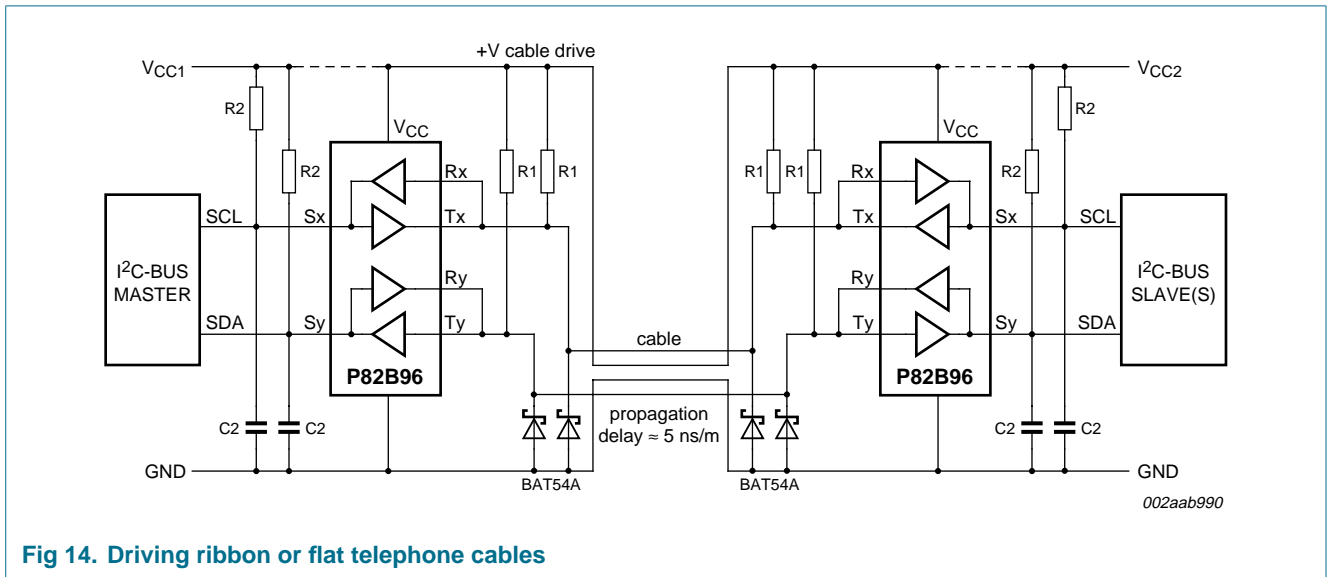 +V cable drive
VCC1
VCC2
R2
R2
R2
R2
VCC
VCC
R1
R1
R1
R1
Rx
Tx
Ry
Ty
Sx
Sy
SCL
SDA
I2C-BUS
MASTER
P82B96
Rx
Tx
Ry
Ty
Sx
Sy
SCL
SDA
I2C-BUS
SLAVE(S)
P82B96
cable
propagation
delay ≈ 5 ns/m
C2
C2
C2
C2
GND
GND
BAT54A
BAT54A
002aab990
Fig 14. Driving ribbon or flat telephone cables